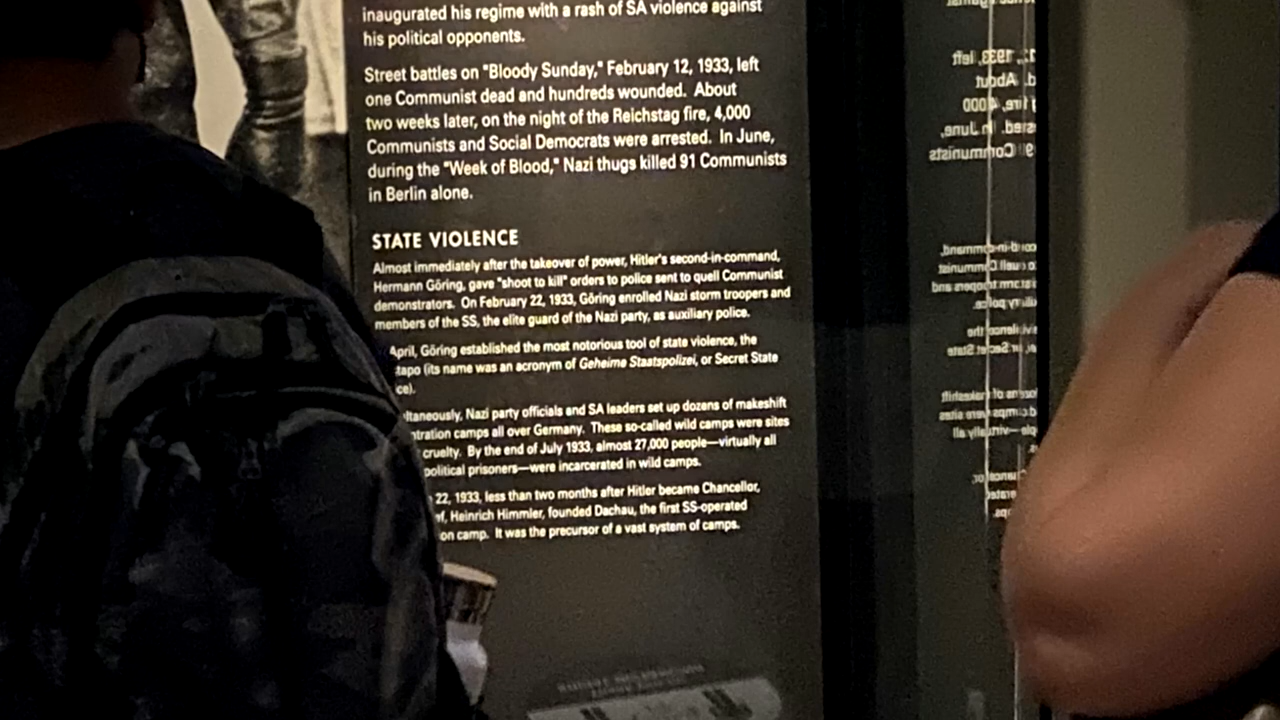 inaugurated his regime with a rash of SA violence against
his political opponents.
Street battles on "Bloody Sunday," February 12, 1933, left
one Communist dead and hundreds wounded. About
two weeks later, on the night of the Reichstag fire, 4,000
Communists and Social Democrats were arrested. In June,
during the "Week of Blood," Nazi thugs killed 91 Communists
in Berlin alone.
STATE VIOLENCE
Almost immediately after the takeover of power, Hitler's second-in-command,
Hermann Göring, gave "shoot to kill" orders to police sent to quell Communist
demonstrators. On February 22, 1933, Göring enrolled Nazi storm troopers and
members of the SS, the elite guard of the Nazi party, as auxiliary police.
April, Göring established the most notorious tool of state violence, the
tapo (its name was an acronym of Geheime Staatspolizei, or Secret State
ce).
ltaneously, Nazi party officials and SA leaders set up dozens of makeshift
ntration camps all over Germany. These so-called wild camps were sites
cruelty. By the end of July 1933, almost 27,000 people—virtually all
political prisoners—were incarcerated in wild camps.
22, 1933, less than two months after Hitler became Chancellor,
f, Heinrich Himmler, founded Dachau, the first SS-operated
on camp. It was the precursor of a vast system of camps.